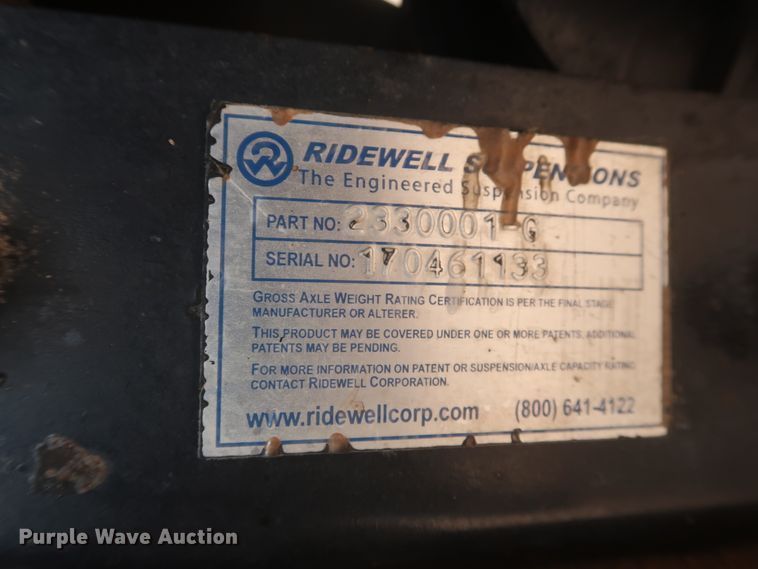 RIDEWELL SUSPENSIONS
The Engineered Suspension Company
PART NO: 2330001-G
SERIAL NO: 170461133
GROSS AXLE WEIGHT RATING CERTIFICATION IS PER THE FINAL STAGE
MANUFACTURER OR ALTERER.
THIS PRODUCT MAY BE COVERED UNDER ONE OR MORE PATENTS, ADDITIONAL
PATENTS MAY BE PENDING.
FOR MORE INFORMATION ON PATENT OR SUSPENSION/AXLE CAPACITY RATING
CONTACT RIDEWELL CORPORATION.
www.ridewellcorp.com (800) 641-4122
Purple Wave Auction